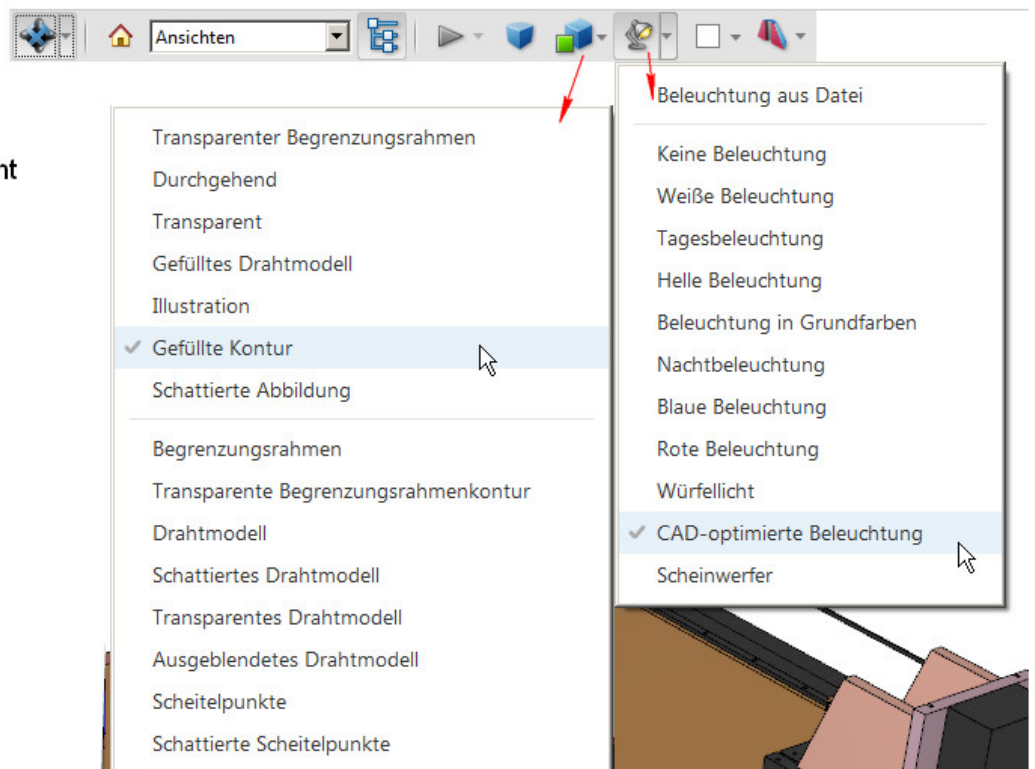 Ansichten
nt
Transparenter Begrenzungsrahmen
Durchgehend
Transparent
Gefülltes Drahtmodell
Illustration
Gefüllte Kontur
Schattierte Abbildung
Begrenzungsrahmen
Transparente Begrenzungsrahmenkontur
Drahtmodell
Schattiertes Drahtmodell
Transparentes Drahtmodell
Ausgeblendetes Drahtmodell
Scheitelpunkte
Schattierte Scheitelpunkte
Beleuchtung aus Datei
Keine Beleuchtung
Weiße Beleuchtung
Tagesbeleuchtung
Helle Beleuchtung
Beleuchtung in Grundfarben
Nachtbeleuchtung
Blaue Beleuchtung
Rote Beleuchtung
Würfellicht
CAD-optimierte Beleuchtung
Scheinwerfer